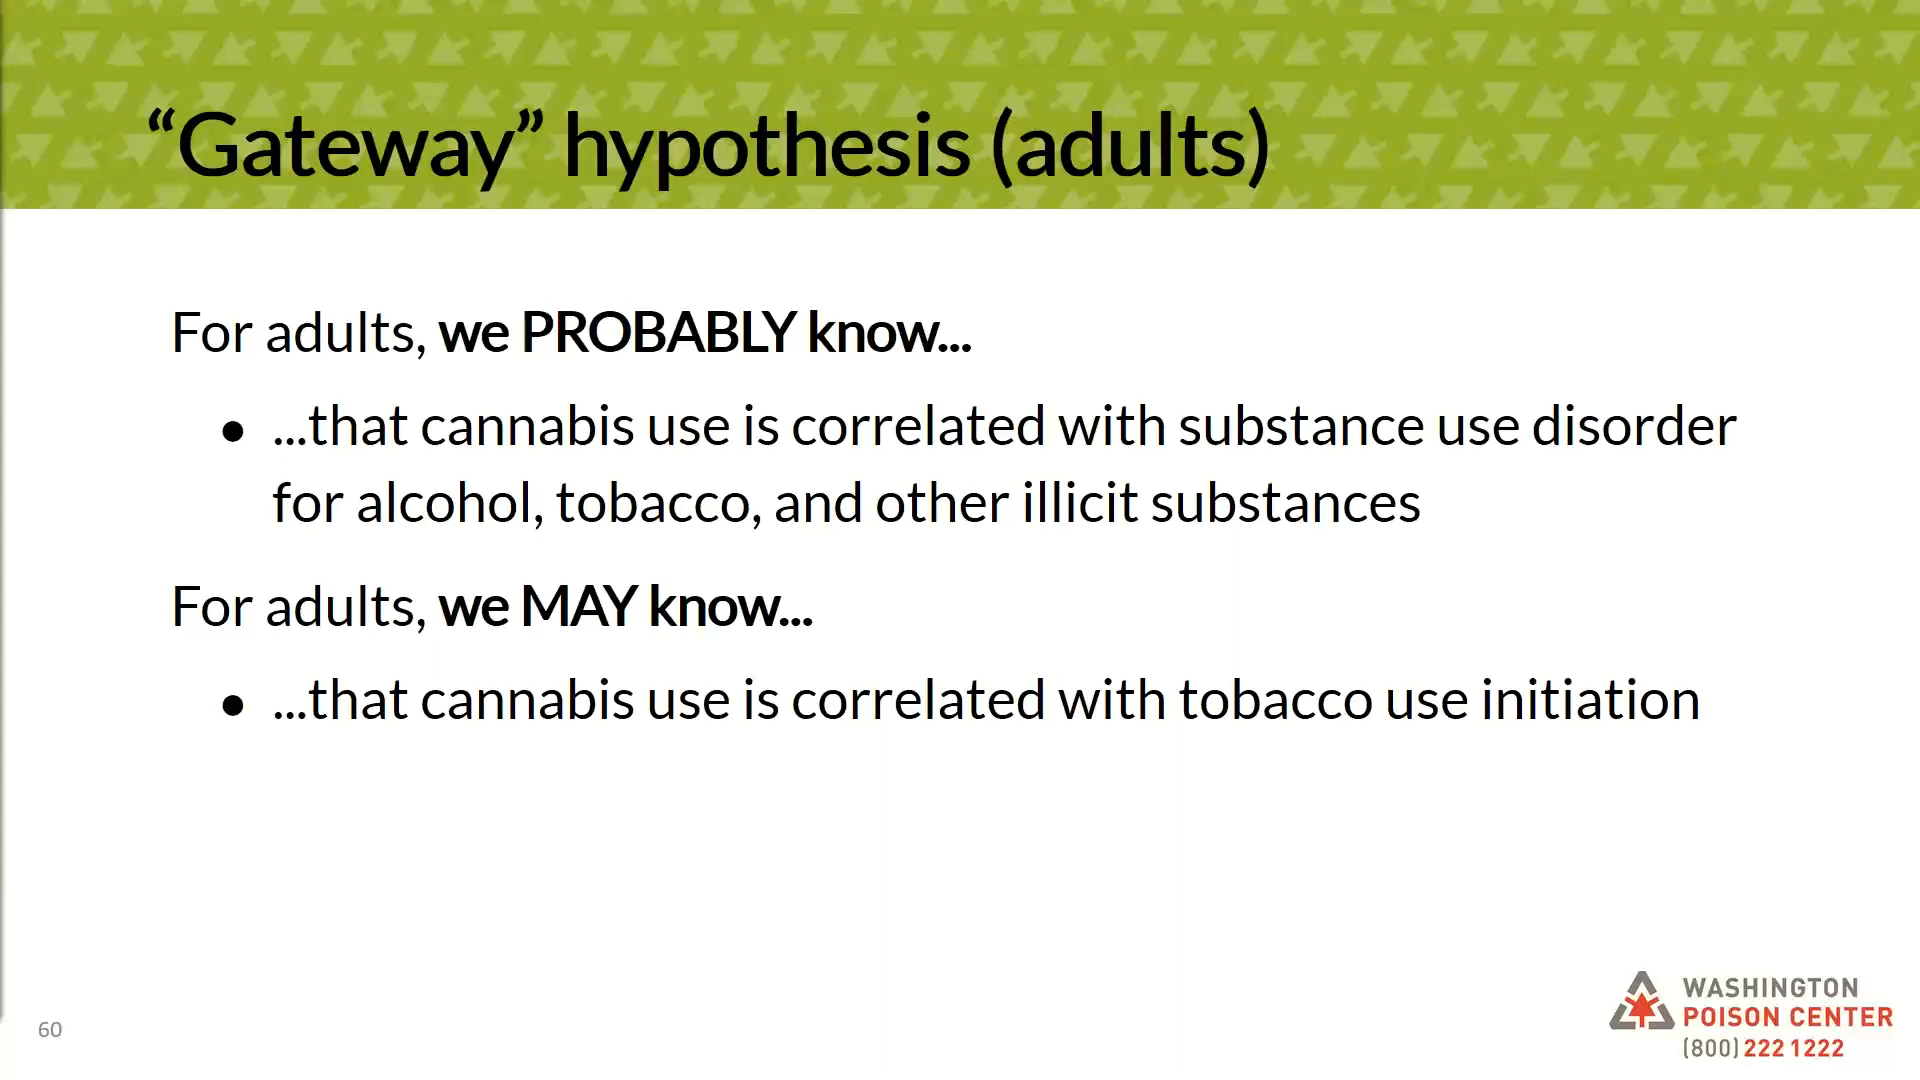 “Gateway” hypothesis (adults)
For adults, we PROBABLY know...
● ...that cannabis use is correlated with substance use disorder
for alcohol, tobacco, and other illicit substances
For adults, we MAY know...
● ...that cannabis use is correlated with tobacco use initiation
60
WASHINGTON
POISON CENTER
(800) 222 1222